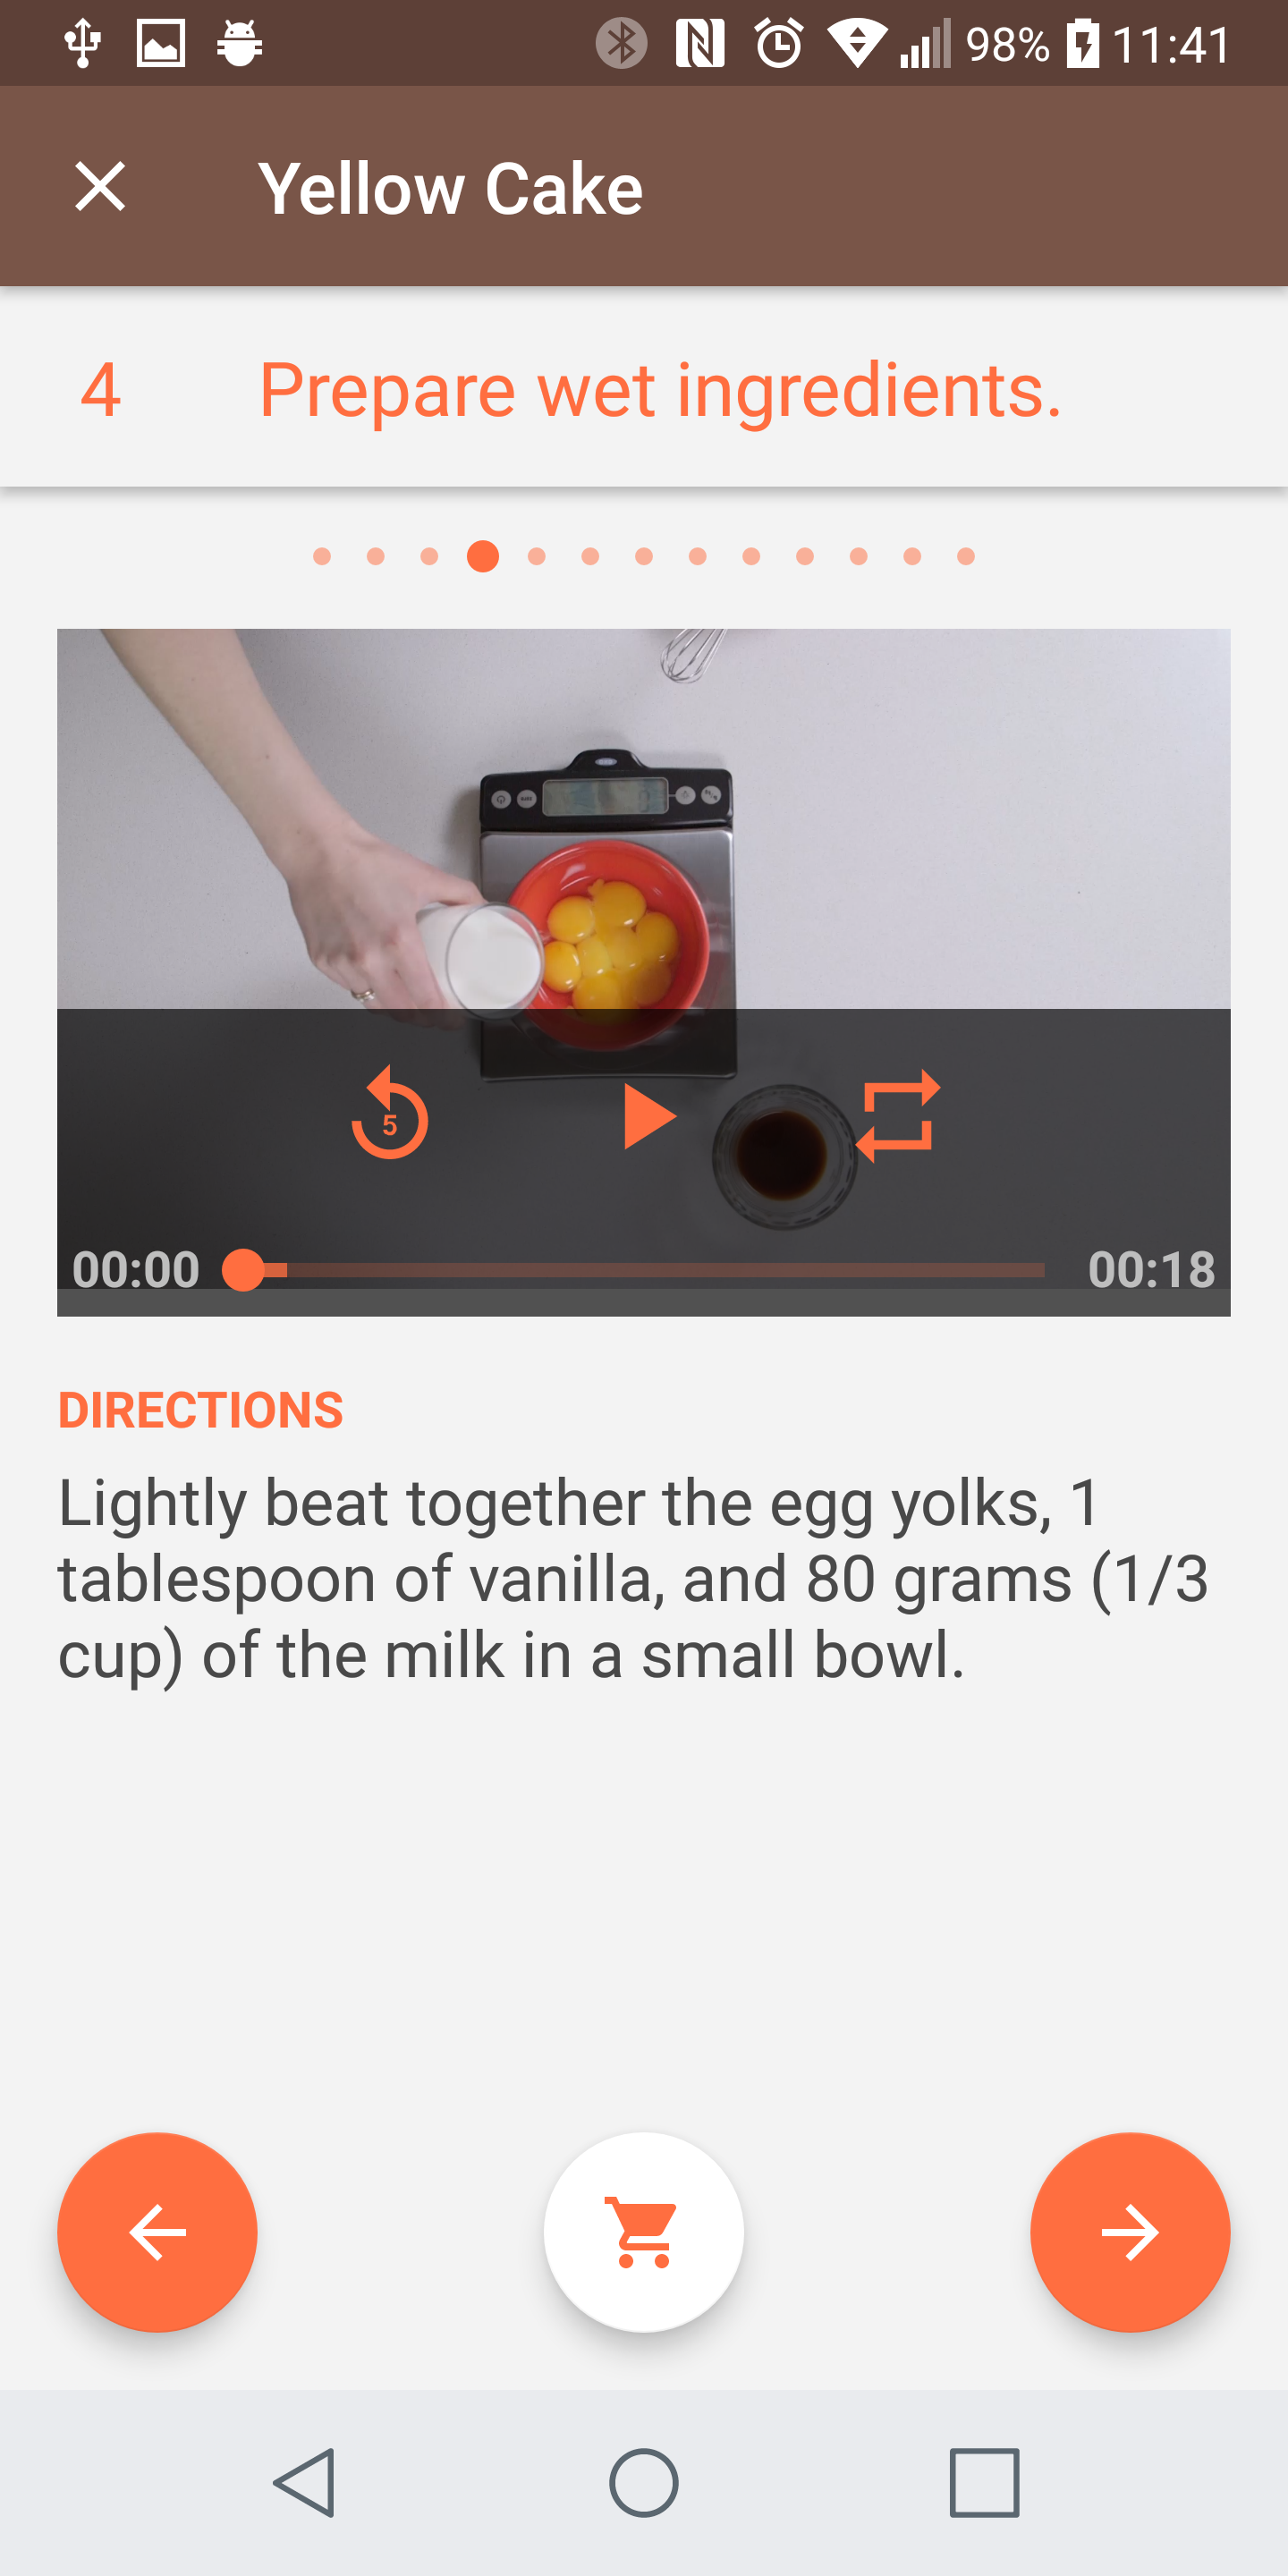 98% 11:41
Yellow Cake
4 Prepare wet ingredients.
5
00:00 00:18
DIRECTIONS
Lightly beat together the egg yolks, 1
tablespoon of vanilla, and 80 grams (1/3
cup) of the milk in a small bowl.